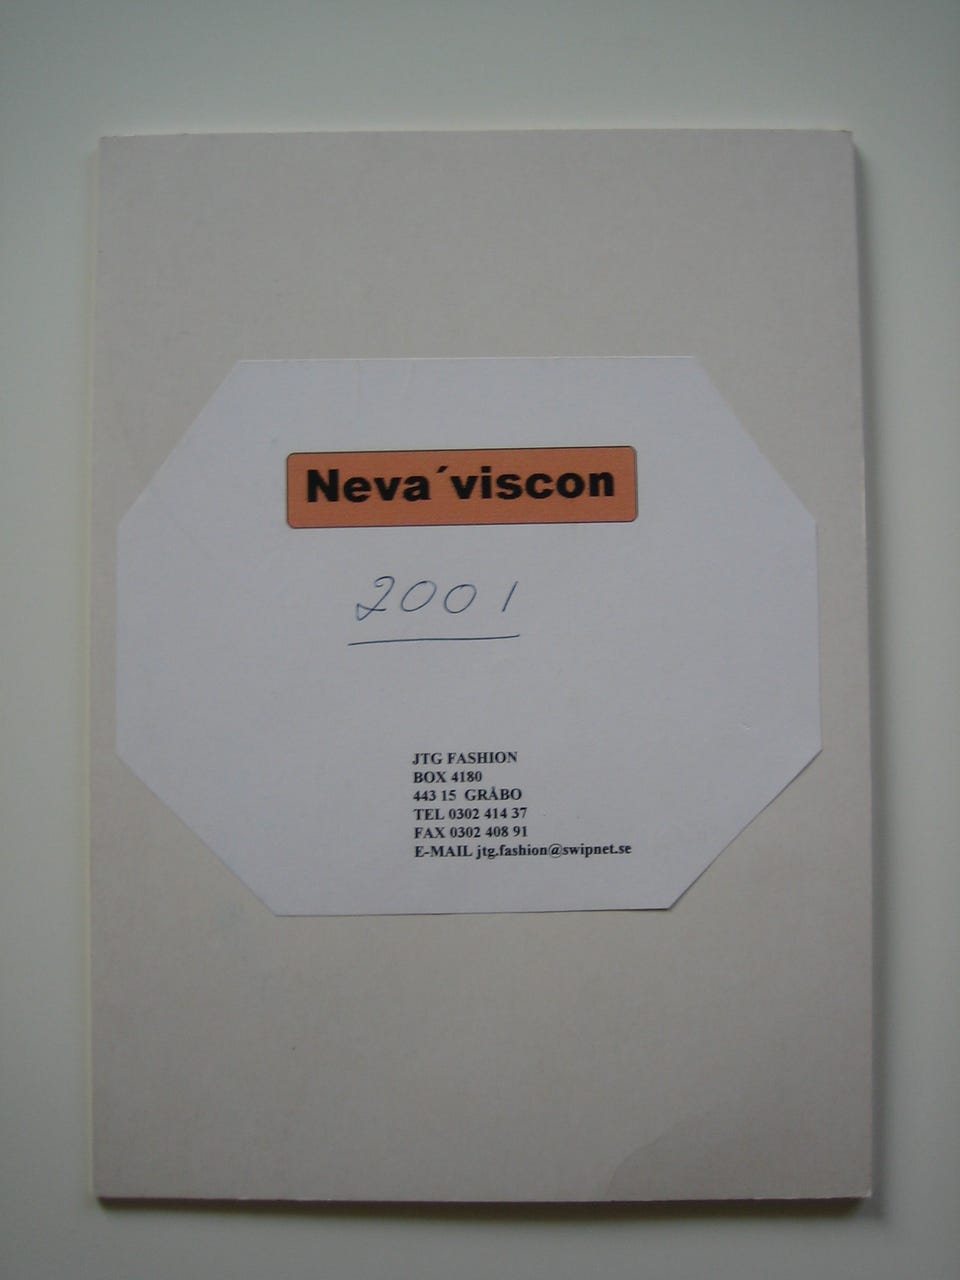 Neva´viscon
2001
JTG FASHION
BOX 4180
443 15 GRÅBO
TEL 0302 414 37
FAX 0302 408 91
E-MAIL jtg.fashion@swipnet.se